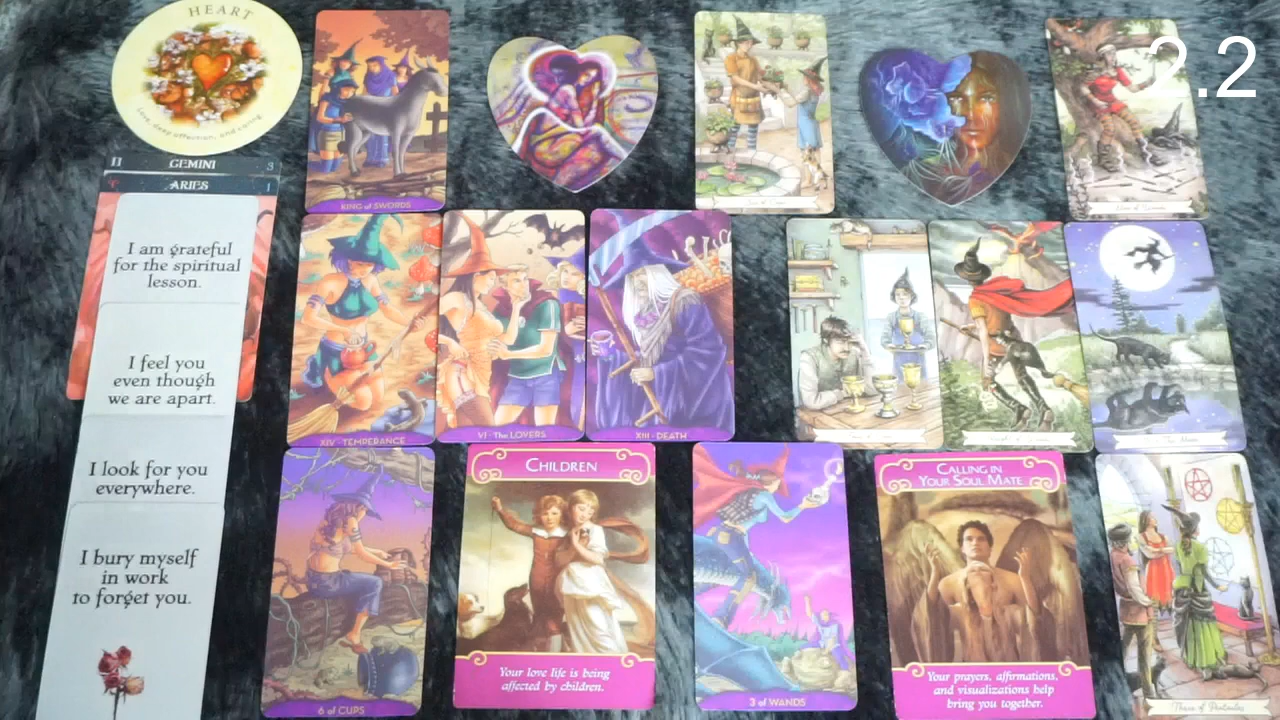 HEART
Love, deep affection, and caring.
2.2
II GEMINI 3
ARIES 1
I am grateful
for the spiritual
lesson.
I feel you
even though
we are apart.
I look for you
everywhere.
I bury myself
in work
to forget you.
KING of SWORDS
XIV - TEMPERANCE
VI - The LOVERS
XIII - DEATH
The Moon
6 of CUPS
CHILDREN
Your love life is being
affected by children.
3 of WANDS
CALLING IN
YOUR SOUL MATE
Your prayers, affirmations,
and visualizations help
bring you together.
Three of Pentacles